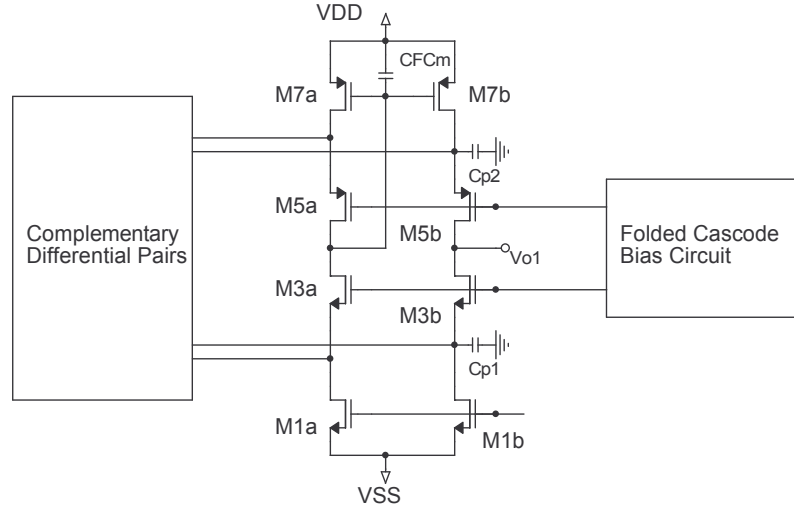 VDD
CFCm
M7a
M7b
Cp2
M5a
M5b
Complementary
Differential Pairs
Folded Cascode
Bias Circuit
Vo1
M3a
M3b
Cp1
M1a
M1b
VSS